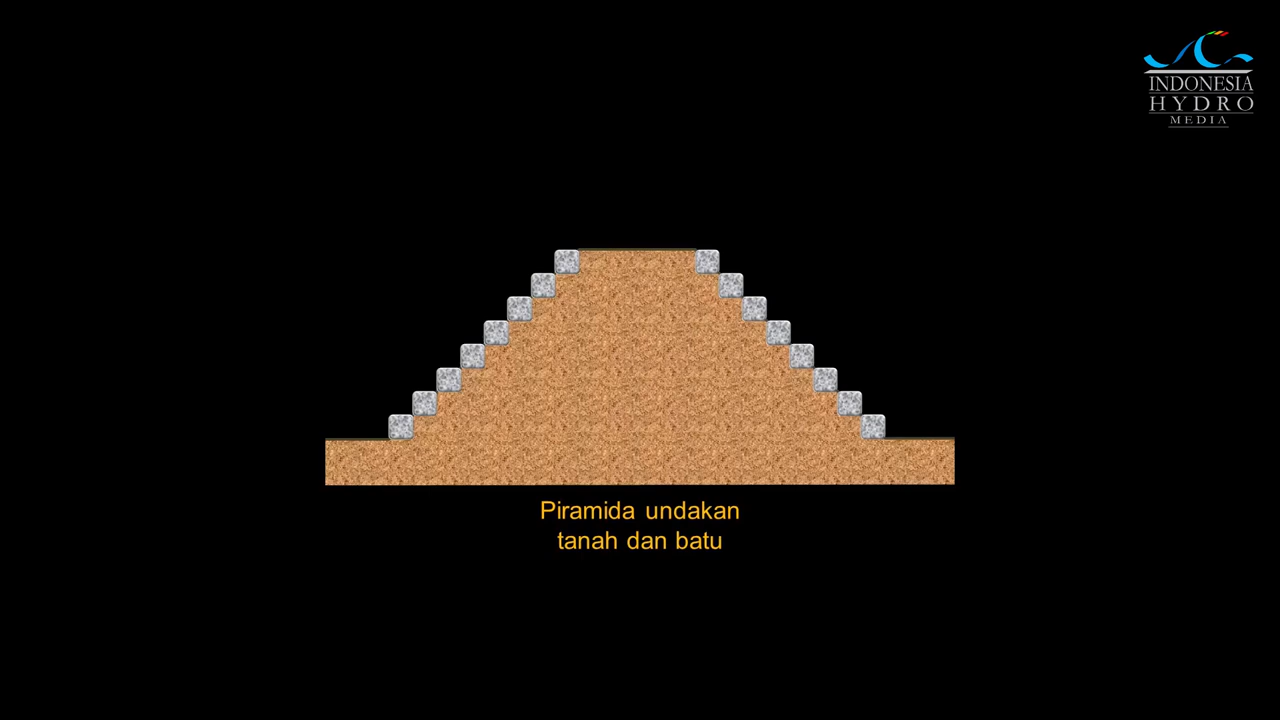 INDONESIA
HYDRO
MEDIA
Piramida undakan
tanah dan batu